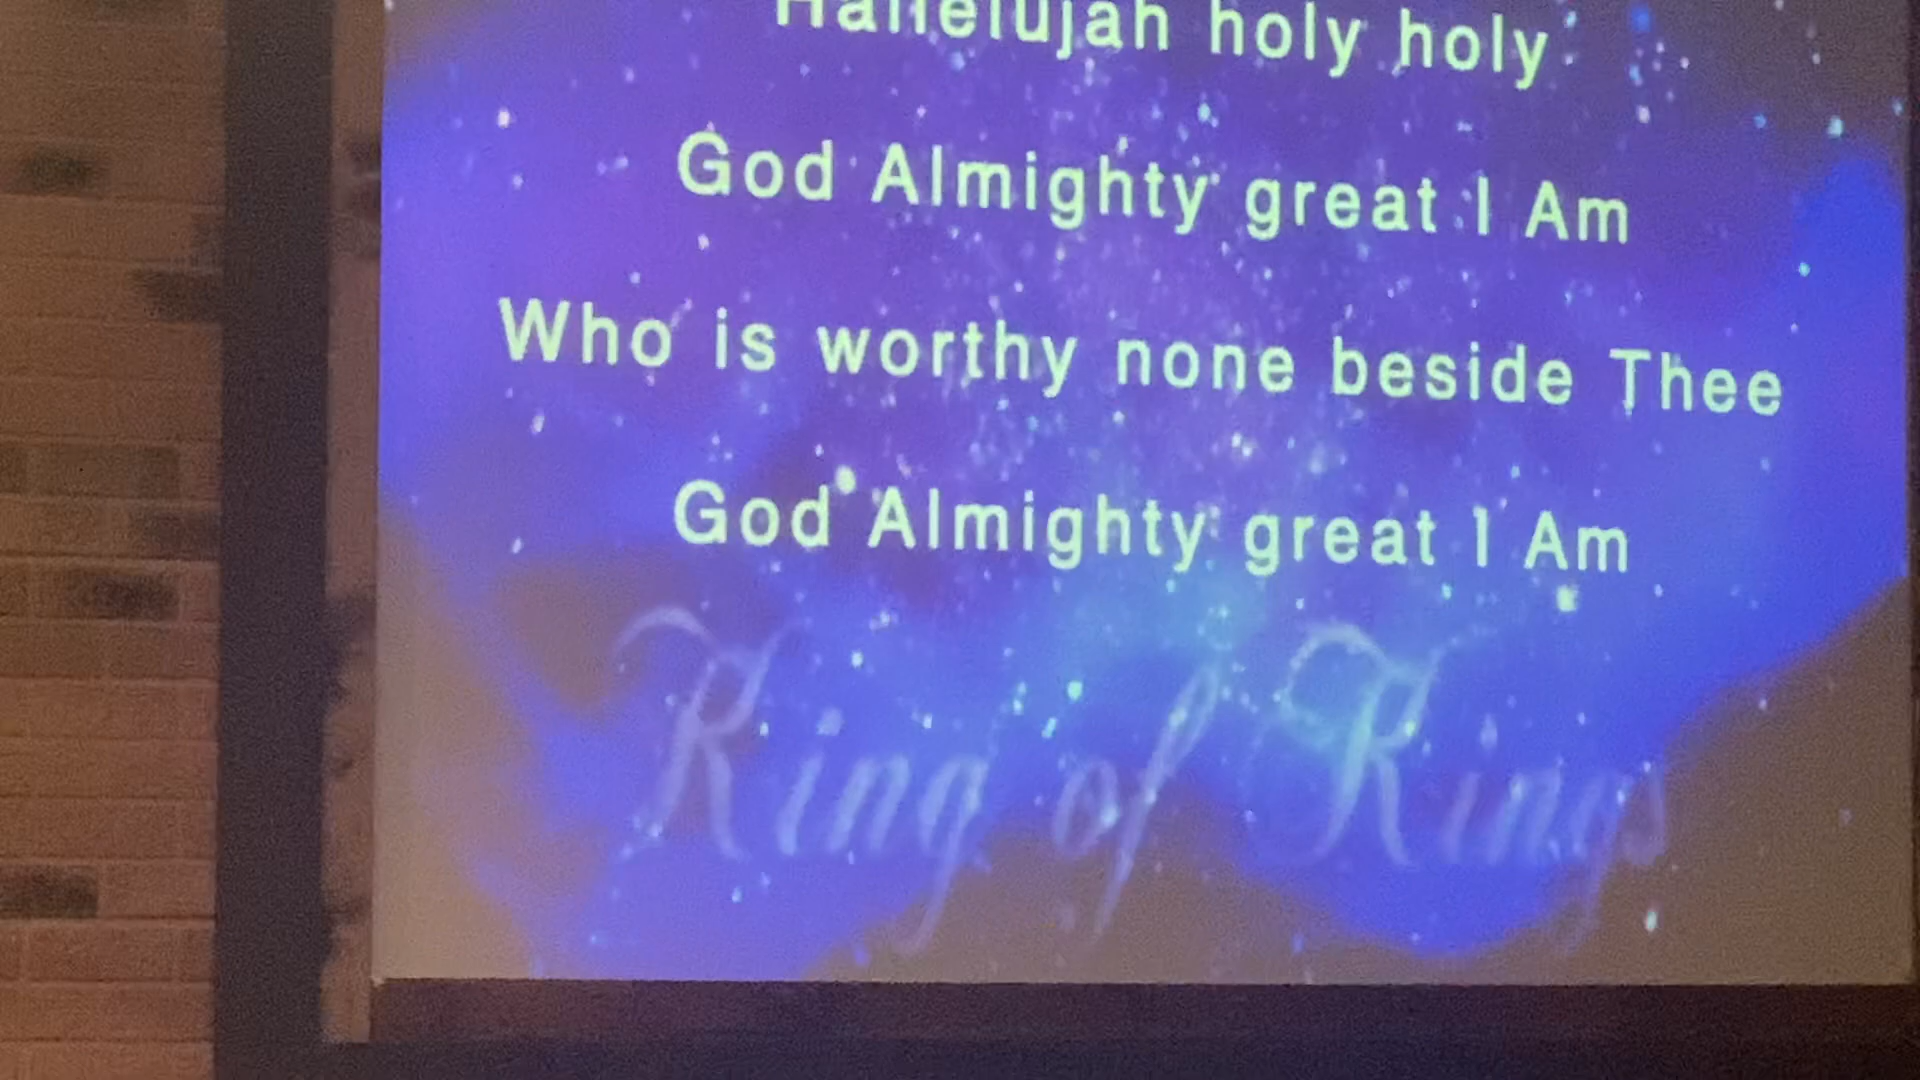 Hallelujah holy holy
God Almighty great I Am
Who is worthy none beside Thee
God Almighty great I Am
King of Kings